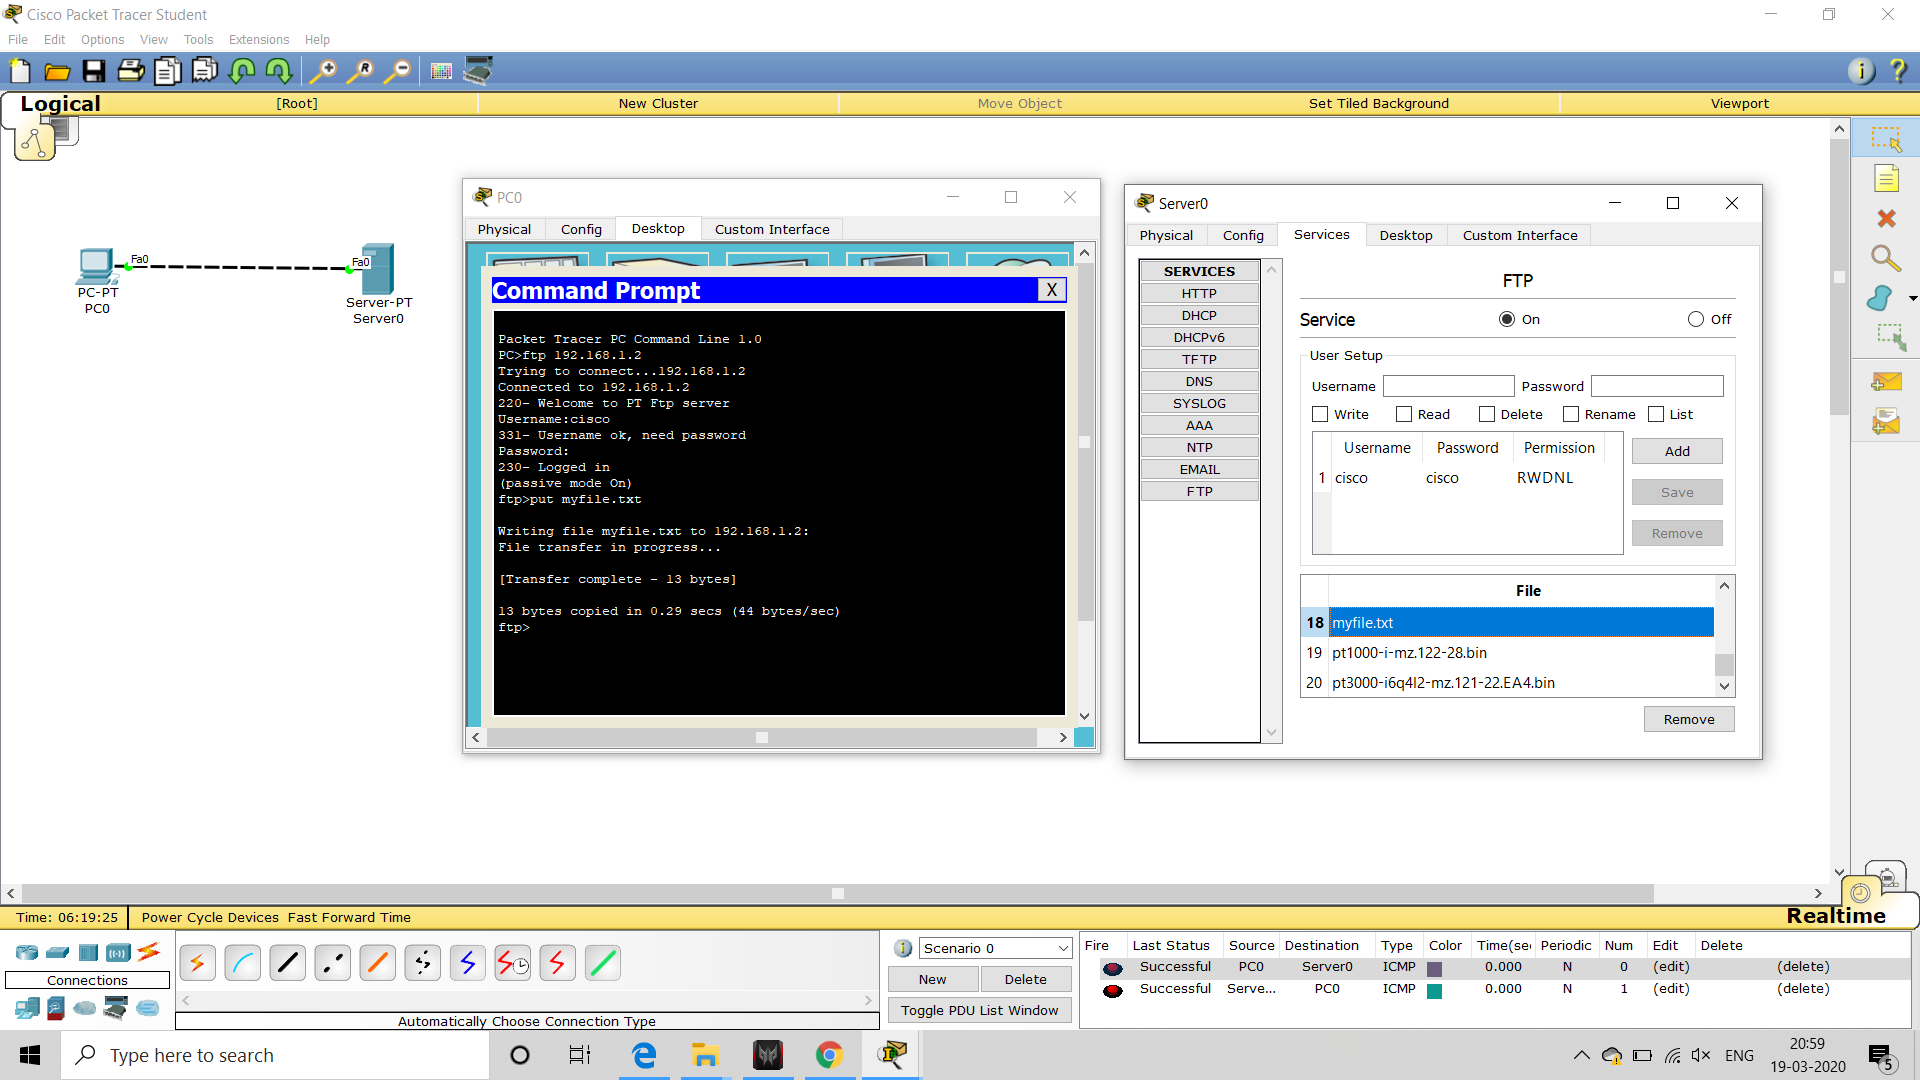 Cisco Packet Tracer Student
File Edit Options View Tools Extensions Help
Logical [Root] New Cluster Move Object Set Tiled Background Viewport
Fa0
PC-PT
PC0
Fa0
Server-PT
Server0
PC0
Physical Config Desktop Custom Interface
Command Prompt X
Packet Tracer PC Command Line 1.0
PC>ftp 192.168.1.2
Trying to connect...192.168.1.2
Connected to 192.168.1.2
220- Welcome to PT Ftp server
Username:cisco
331- Username ok, need password
Password:
230- Logged in
(passive mode On)
ftp>put myfile.txt
Writing file myfile.txt to 192.168.1.2:
File transfer in progress...
[Transfer complete - 13 bytes]
13 bytes copied in 0.29 secs (44 bytes/sec)
ftp>
Server0
Physical Config Services Desktop Custom Interface
SERVICES
HTTP
DHCP
DHCPv6
TFTP
DNS
SYSLOG
AAA
NTP
EMAIL
FTP
FTP
Service On Off
User Setup
Username Password
Write Read Delete Rename List
Username Password Permission
1 cisco cisco RWDNL
Add
Save
Remove
File
18 myfile.txt
19 pt1000-i-mz.122-28.bin
20 pt3000-i6q4l2-mz.121-22.EA4.bin
Remove
Time: 06:19:25 Power Cycle Devices Fast Forward Time
Realtime
Connections
Automatically Choose Connection Type
Scenario 0
New Delete
Toggle PDU List Window
Fire Last Status Source Destination Type Color Time(sec Periodic Num Edit Delete
Successful PC0 Server0 ICMP 0.000 N 0 (edit) (delete)
Successful Serve... PC0 ICMP 0.000 N 1 (edit) (delete)
Type here to search
ENG
20:59
19-03-2020
5